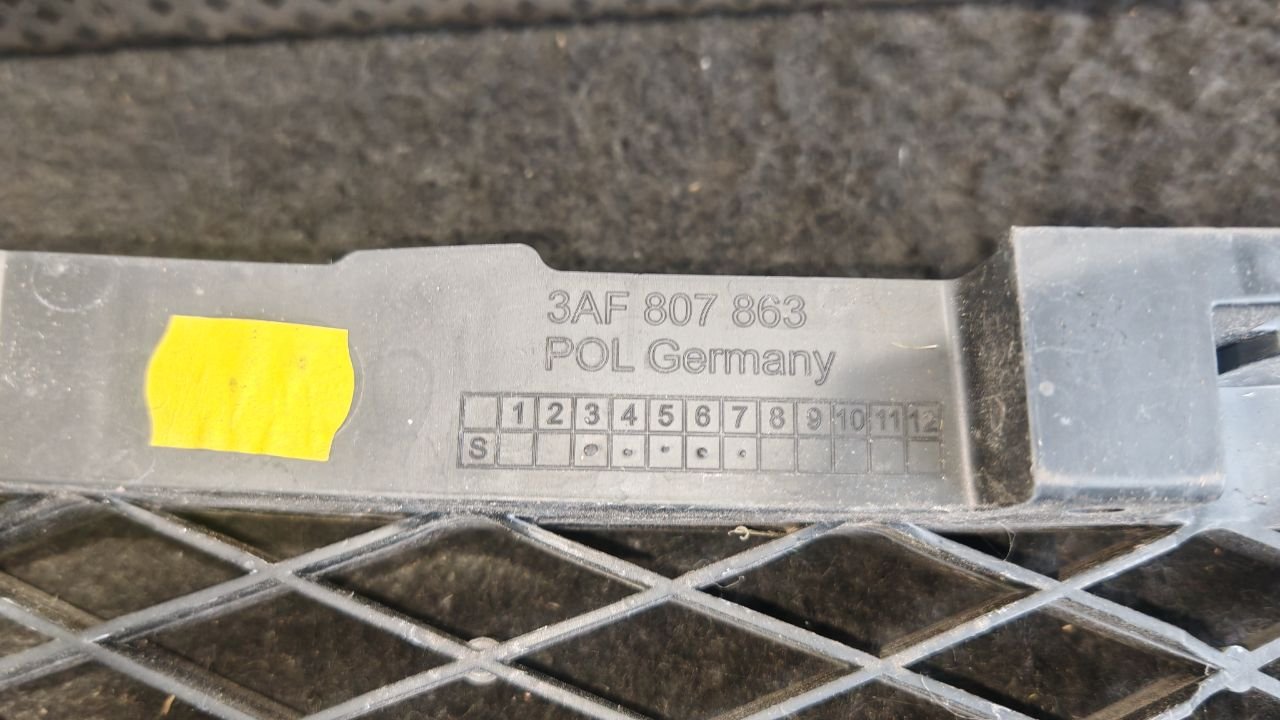 3AF 807 863
POL Germany
1 2 3 4 5 6 7 8 9 10 11 12
S